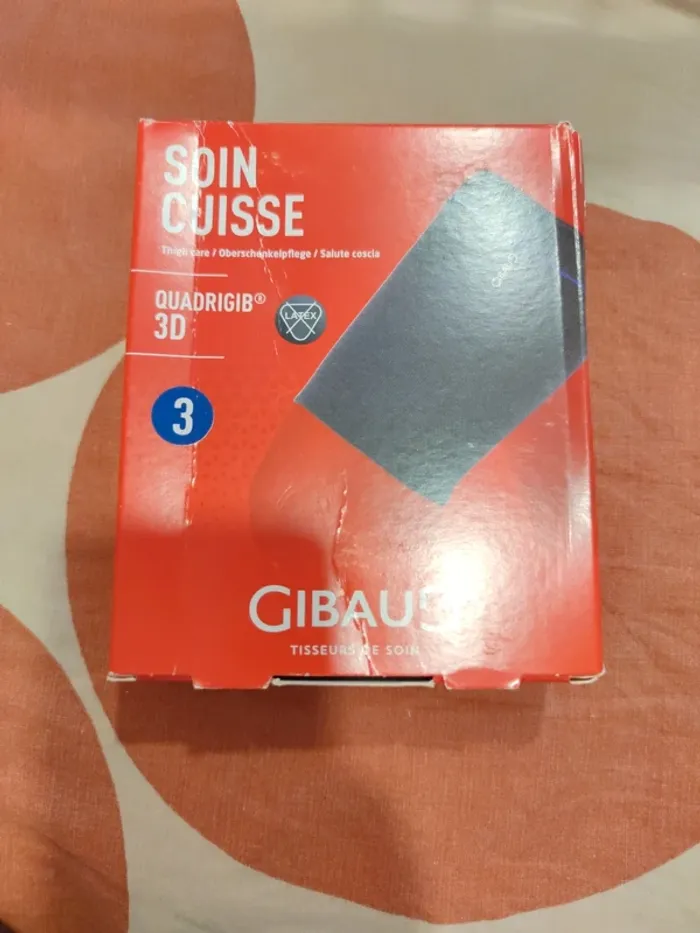 SOIN
CUISSE
Thigh care / Oberschenkelpflege / Salute coscia
QUADRIGIB®
3D
LATEX
3
GIBAUD
TISSEURS DE SOIN